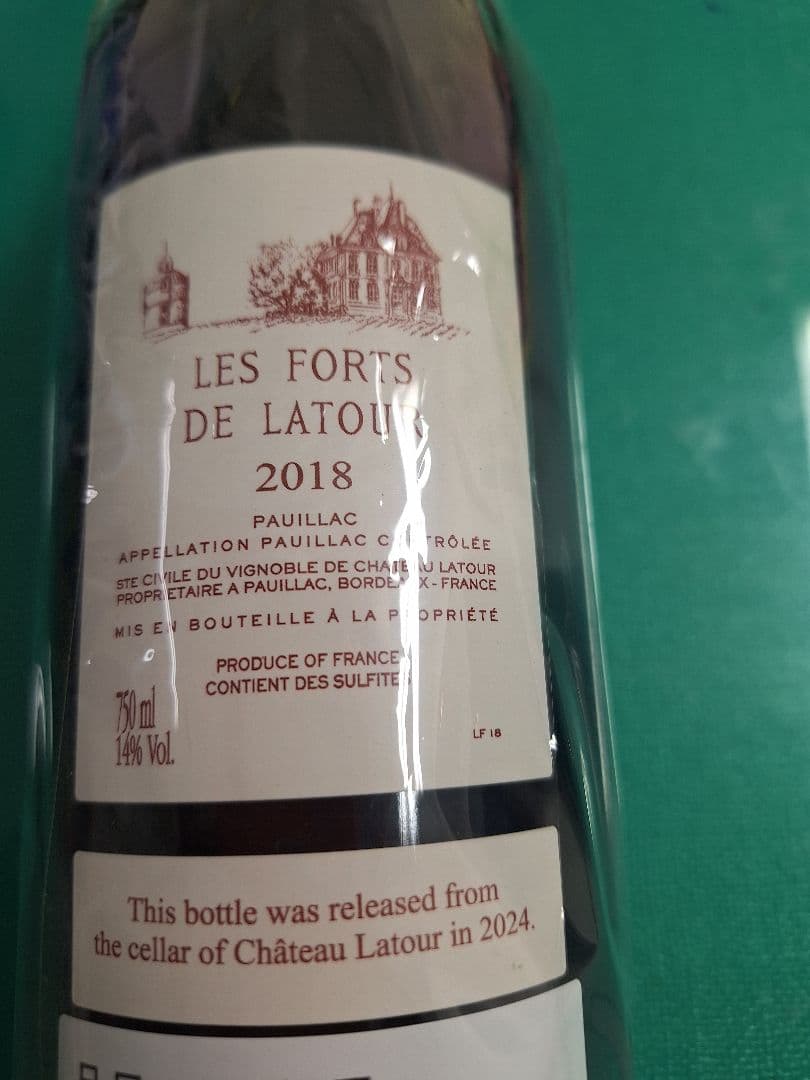 LES FORTS
DE LATOUR
2018
PAUILLAC
APPELLATION PAUILLAC CONTRÔLÉE
STE CIVILE DU VIGNOBLE DE CHATEAU LATOUR
PROPRIETAIRE A PAUILLAC, BORDEAUX - FRANCE
MIS EN BOUTEILLE À LA PROPRIÉTÉ
PRODUCE OF FRANCE
CONTIENT DES SULFITES
750 ml
14% Vol.
LF 18
This bottle was released from
the cellar of Château Latour in 2024.